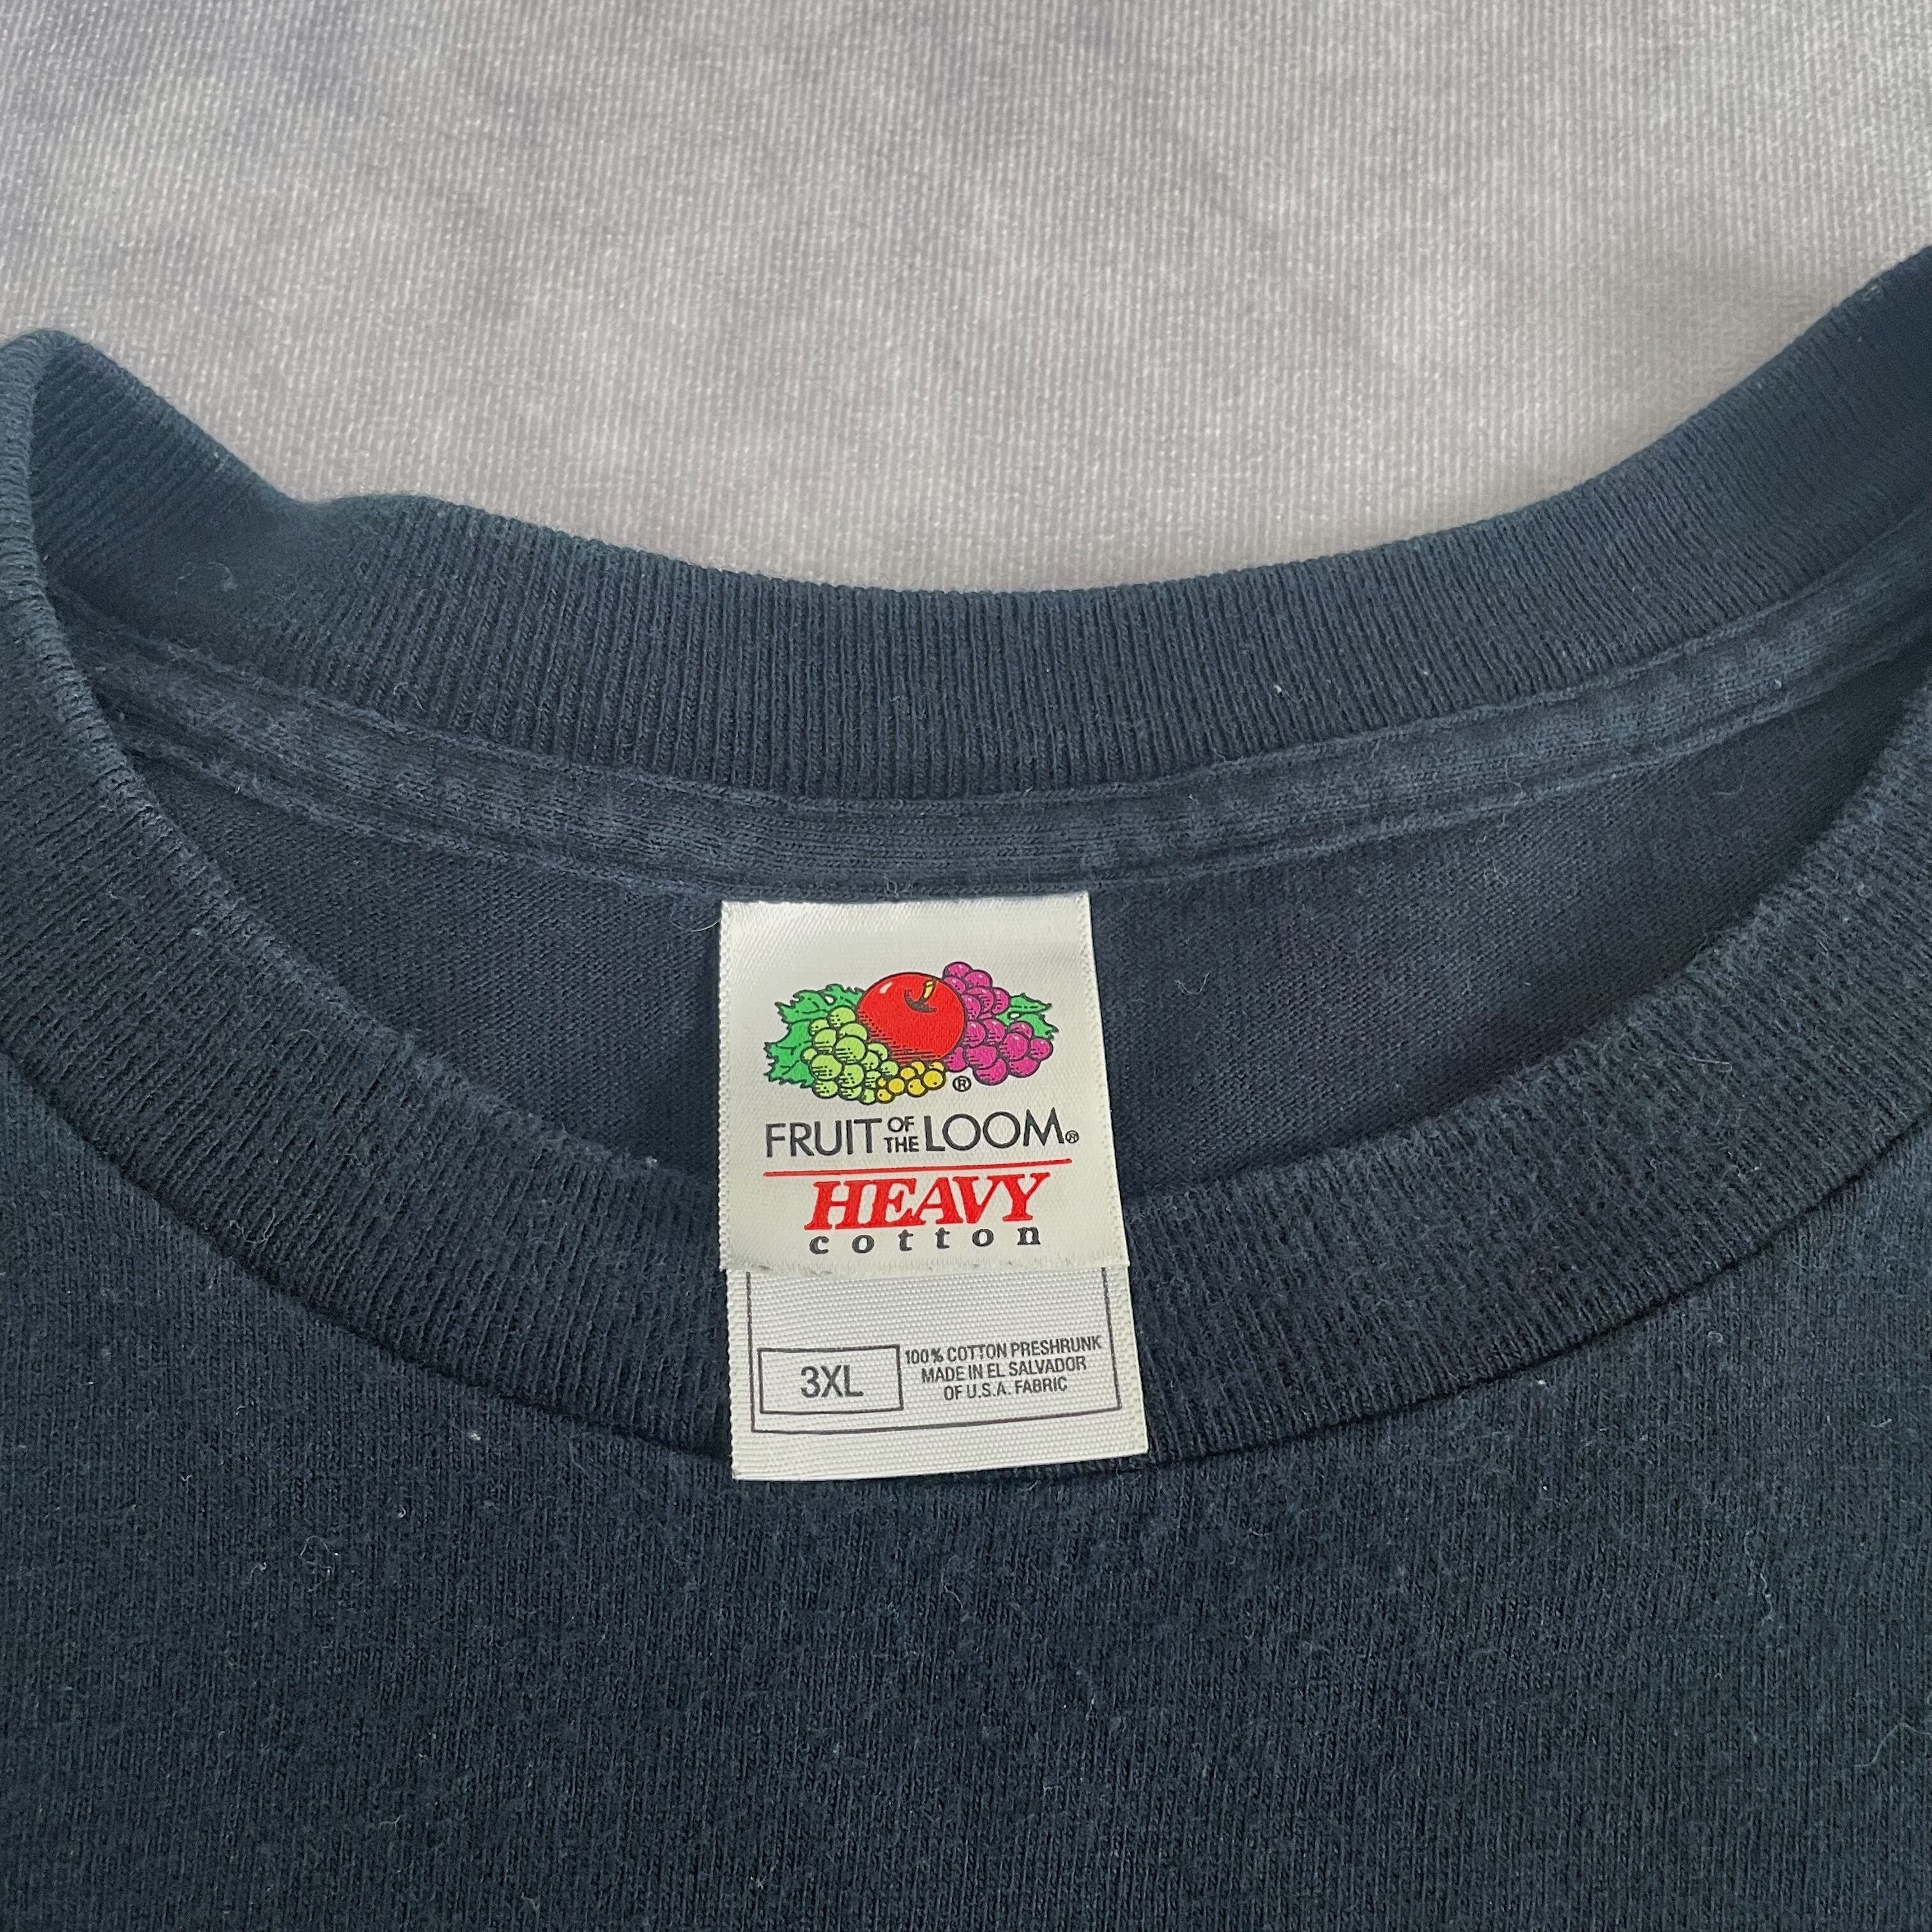 ®
FRUIT OF THE LOOM®
HEAVY
cotton
3XL
100% COTTON PRESHRUNK
MADE IN EL SALVADOR
OF U.S.A. FABRIC